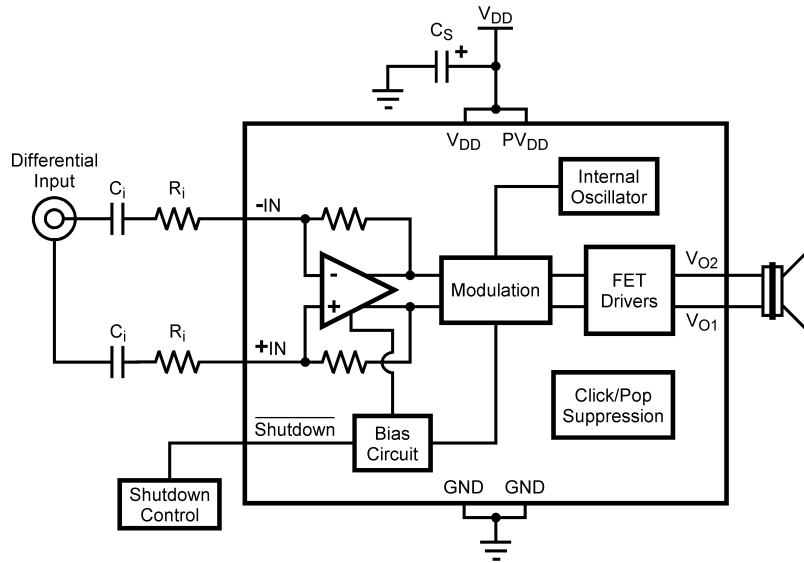 V_DD
C_S +
V_DD PV_DD
Differential
Input
Internal
Oscillator
C_i R_i
-IN
-
+
Modulation
FET
Drivers
V_O2
V_O1
C_i R_i
+IN
Click/Pop
Suppression
Shutdown
Bias
Circuit
Shutdown
Control
GND GND